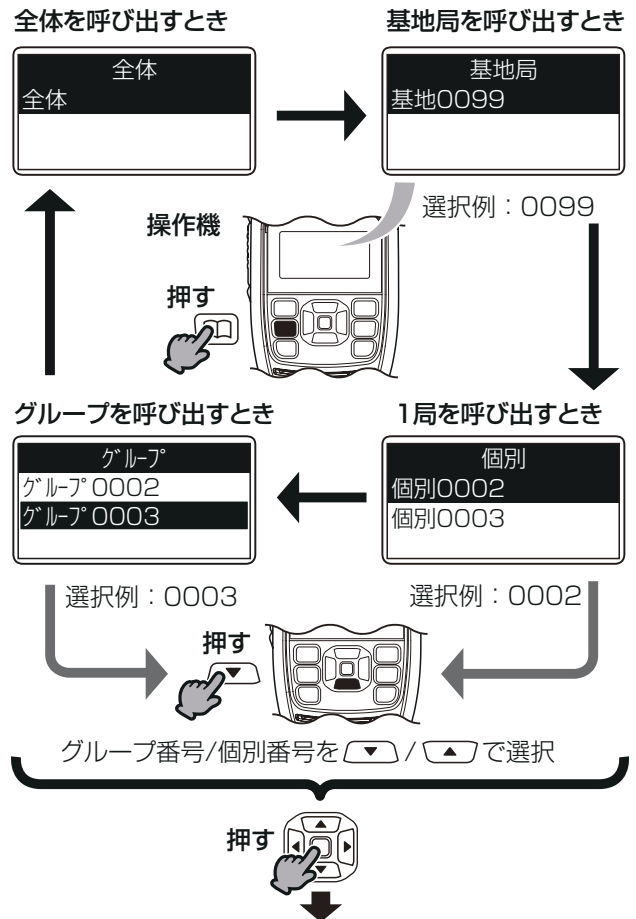 全体を呼び出すとき
全体
全体
基地局を呼び出すとき
基地局
基地0099
選択例：0099
操作機
押す
グループを呼び出すとき
グループ
グループ0002
グループ0003
選択例：0003
1局を呼び出すとき
個別
個別0002
個別0003
選択例：0002
押す
グループ番号/個別番号を▼/▲で選択
押す